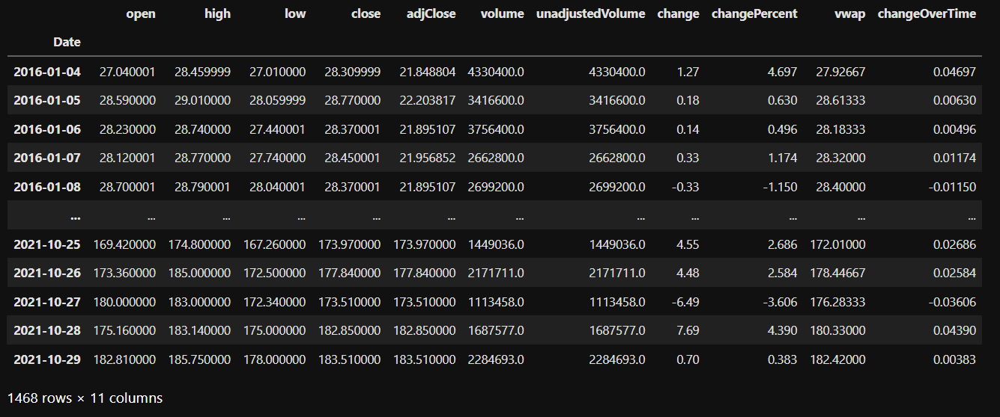 open high low close adjClose volume unadjustedVolume change changePercent vwap changeOverTime
Date
2016-01-04 27.040001 28.459999 27.010000 28.309999 21.848804 4330400.0 4330400.0 1.27 4.697 27.92667 0.04697
2016-01-05 28.590000 29.010000 28.059999 28.770000 22.203817 3416600.0 3416600.0 0.18 0.630 28.61333 0.00630
2016-01-06 28.230000 28.740000 27.440001 28.370001 21.895107 3756400.0 3756400.0 0.14 0.496 28.18333 0.00496
2016-01-07 28.120001 28.770000 27.740000 28.450001 21.956852 2662800.0 2662800.0 0.33 1.174 28.32000 0.01174
2016-01-08 28.700001 28.790001 28.040001 28.370001 21.895107 2699200.0 2699200.0 -0.33 -1.150 28.40000 -0.01150
... ... ... ... ... ... ... ... ... ... ... ...
2021-10-25 169.420000 174.800000 167.260000 173.970000 173.970000 1449036.0 1449036.0 4.55 2.686 172.01000 0.02686
2021-10-26 173.360000 185.000000 172.500000 177.840000 177.840000 2171711.0 2171711.0 4.48 2.584 178.44667 0.02584
2021-10-27 180.000000 183.000000 172.340000 173.510000 173.510000 1113458.0 1113458.0 -6.49 -3.606 176.28333 -0.03606
2021-10-28 175.160000 183.140000 175.000000 182.850000 182.850000 1687577.0 1687577.0 7.69 4.390 180.33000 0.04390
2021-10-29 182.810000 185.750000 178.000000 183.510000 183.510000 2284693.0 2284693.0 0.70 0.383 182.42000 0.00383
1468 rows × 11 columns